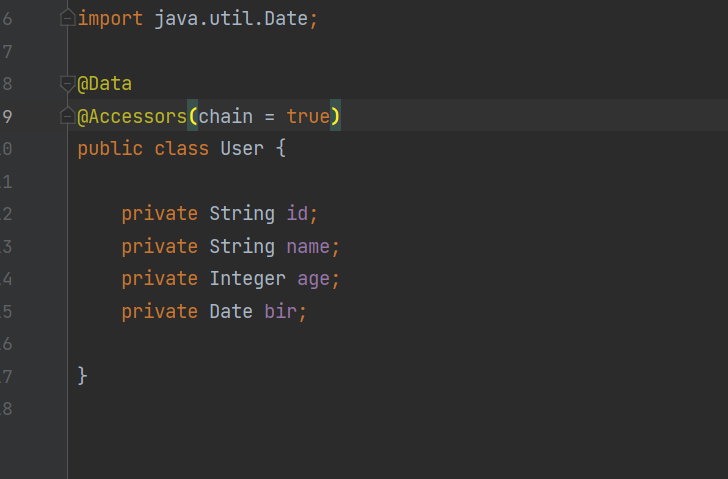 6 import java.util.Date;
7
8 @Data
9 @Accessors(chain = true)
0 public class User {
1
2 private String id;
3 private String name;
4 private Integer age;
5 private Date bir;
6
7 }
8